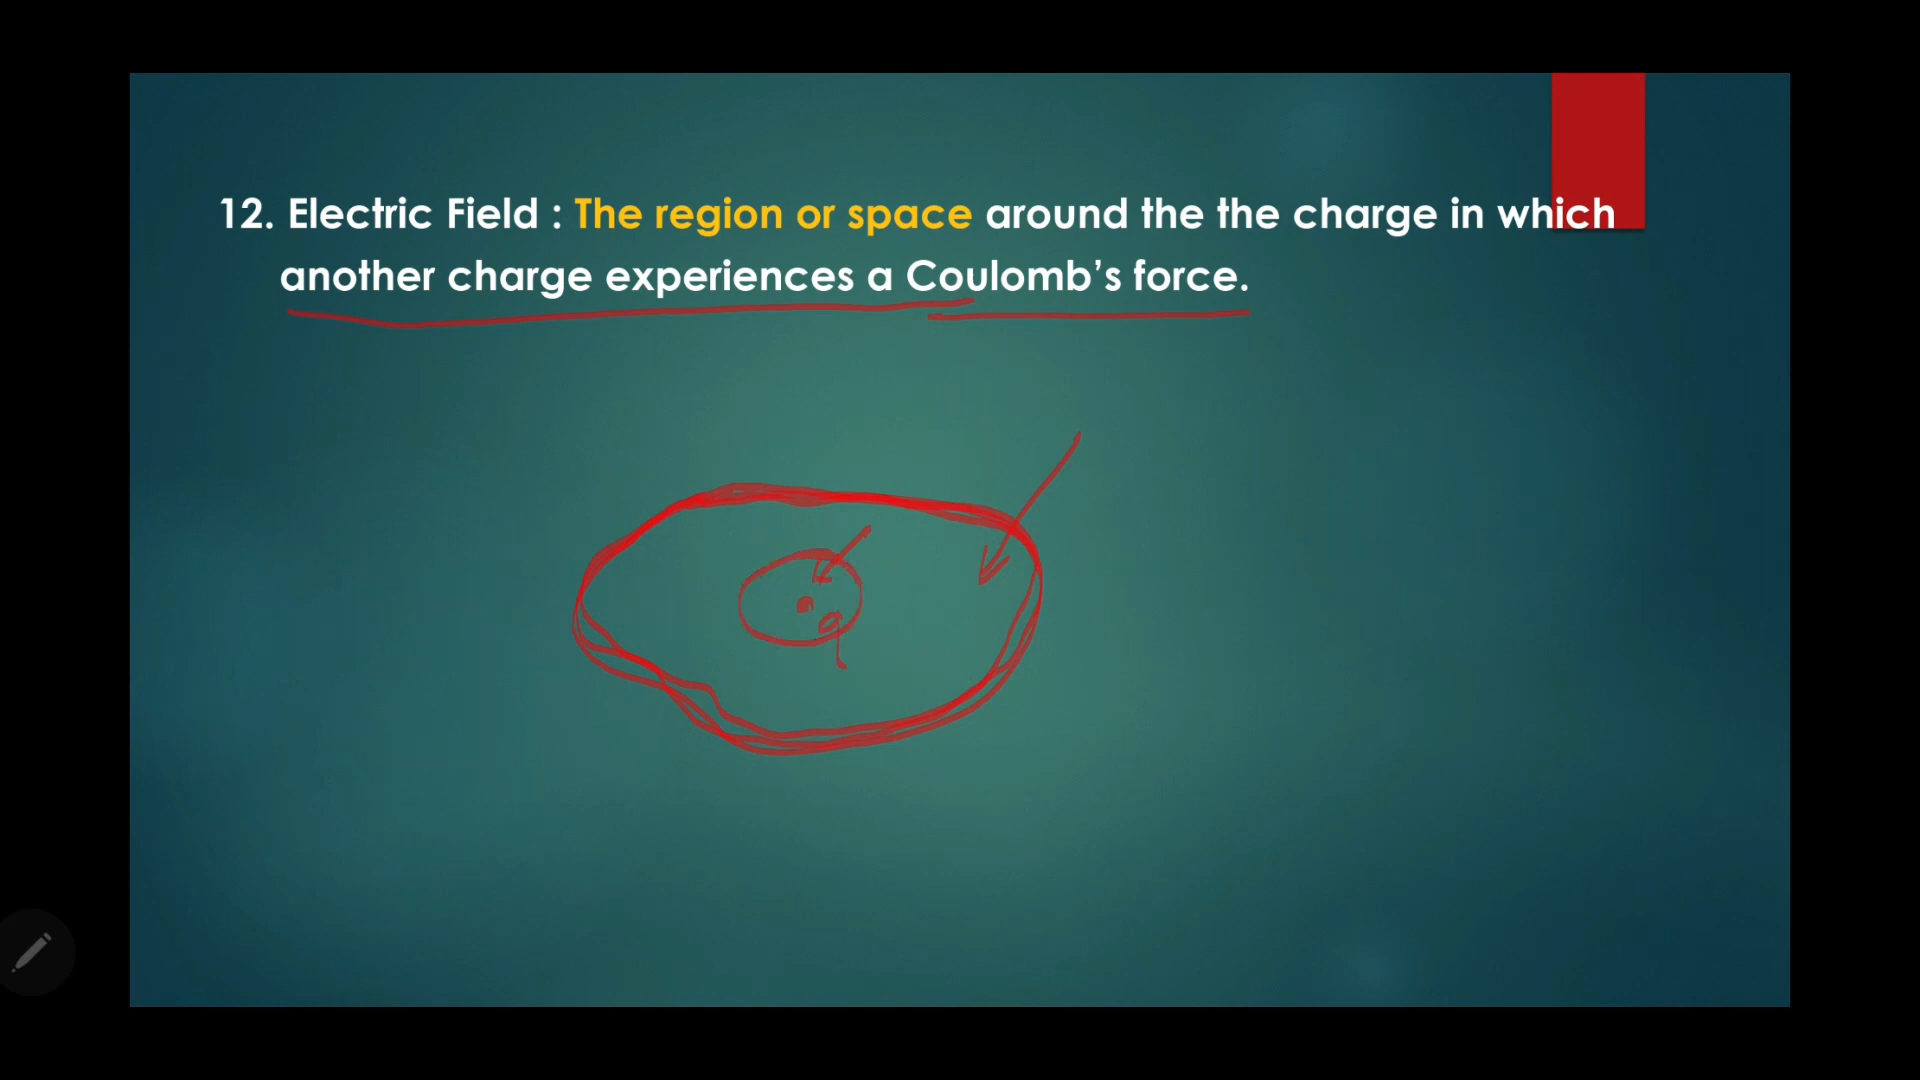 12. Electric Field : The region or space around the the charge in which
another charge experiences a Coulomb’s force.
q